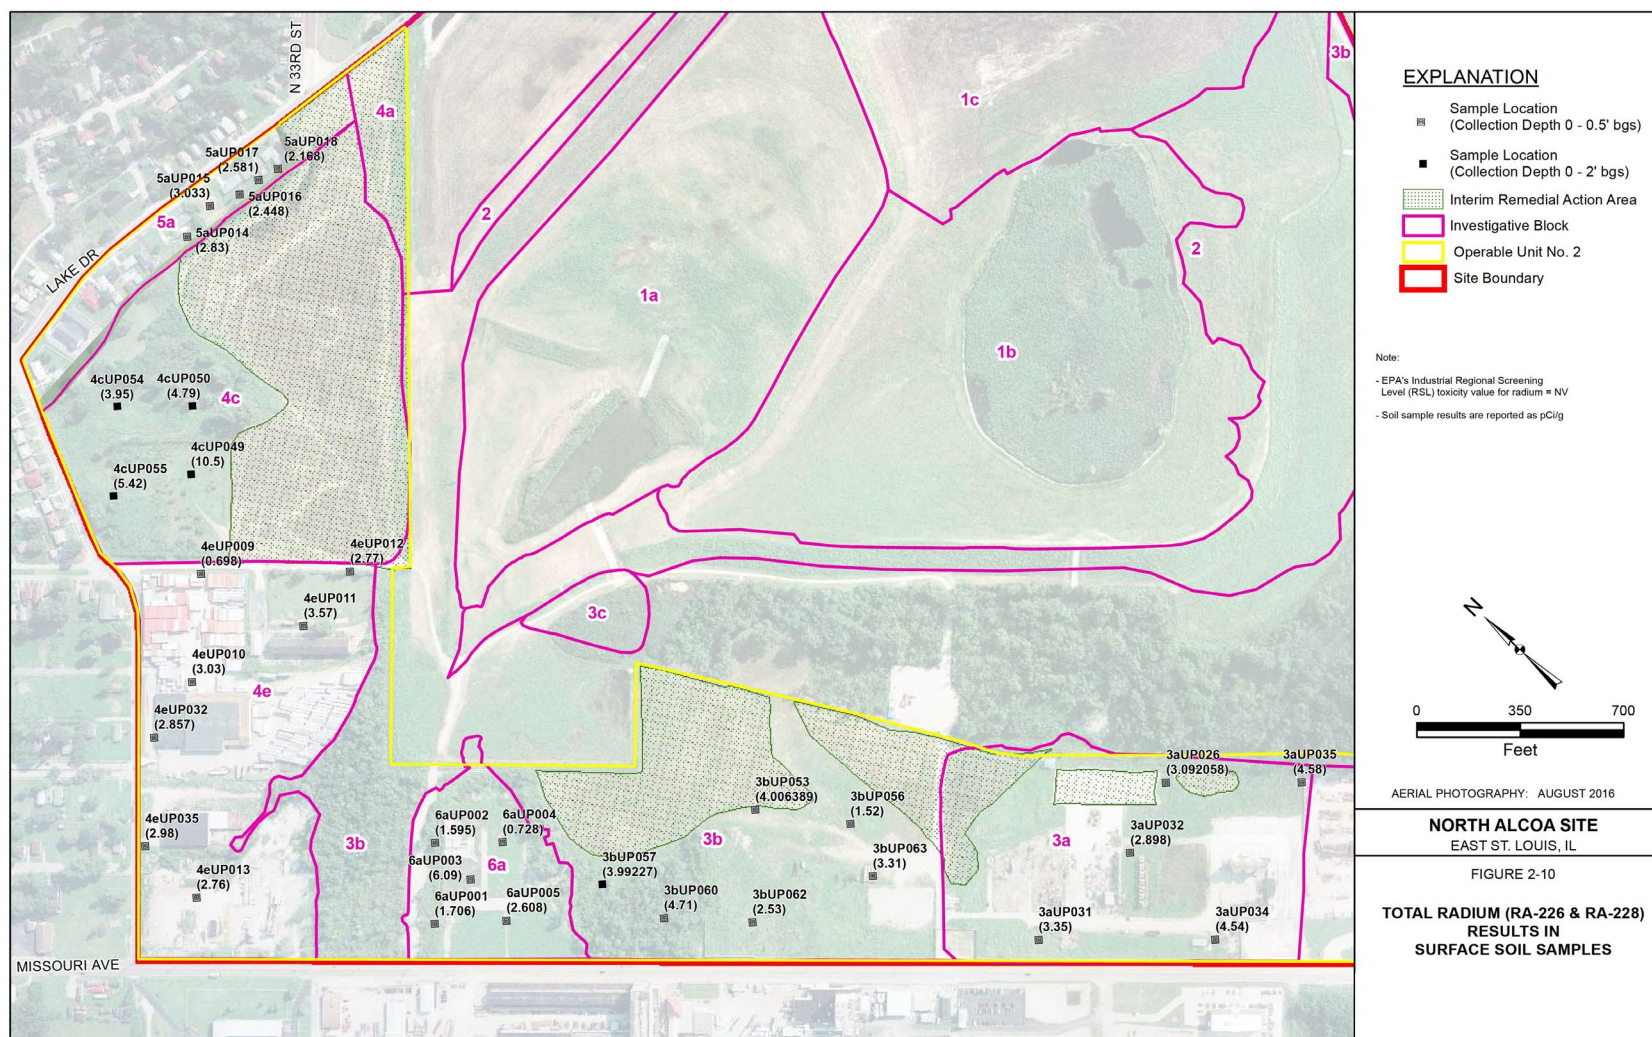 N 33RD ST
4a
1c
3b
5aUP018
(2.168)
5aUP017
(2.581)
5aUP015
(3.033)
5aUP016
(2.448)
5a
5aUP014
(2.83)
LAKE DR
2
2
1a
1b
4cUP054
(3.95)
4cUP050
(4.79)
4c
4cUP049
(10.5)
4cUP055
(5.42)
4eUP009
(0.698)
4eUP012
(2.77)
4eUP011
(3.57)
3c
4eUP010
(3.03)
4e
4eUP032
(2.857)
3aUP026
(3.092058)
3aUP035
(4.58)
3bUP053
(4.006389)
3bUP056
(1.52)
4eUP035
(2.98)
6aUP002
(1.595)
6aUP004
(0.728)
3b
3b
3a
3aUP032
(2.898)
6aUP003
(6.09)
6a
3bUP057
(3.99227)
3bUP063
(3.31)
4eUP013
(2.76)
6aUP001
(1.706)
6aUP005
(2.608)
3bUP060
(4.71)
3bUP062
(2.53)
3aUP031
(3.35)
3aUP034
(4.54)
MISSOURI AVE
EXPLANATION
Sample Location
(Collection Depth 0 - 0.5' bgs)
Sample Location
(Collection Depth 0 - 2' bgs)
Interim Remedial Action Area
Investigative Block
Operable Unit No. 2
Site Boundary
Note:
- EPA's Industrial Regional Screening
Level (RSL) toxicity value for radium = NV
- Soil sample results are reported as pCi/g
N
0 350 700
Feet
AERIAL PHOTOGRAPHY: AUGUST 2016
NORTH ALCOA SITE
EAST ST. LOUIS, IL
FIGURE 2-10
TOTAL RADIUM (RA-226 & RA-228)
RESULTS IN
SURFACE SOIL SAMPLES